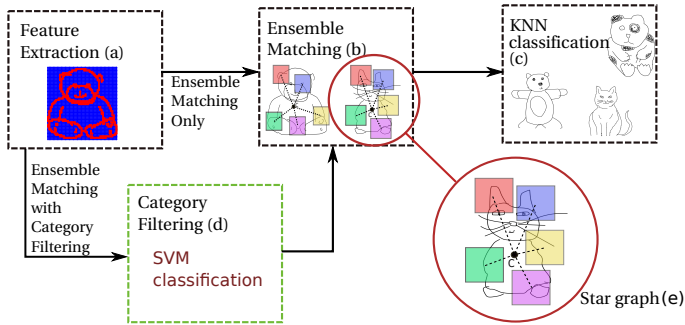 Feature
Extraction (a)
Ensemble
Matching
Only
Ensemble
Matching (b)
KNN
classification
(c)
Ensemble
Matching
with
Category
Filtering
Category
Filtering (d)
SVM
classification
C
Star graph(e)